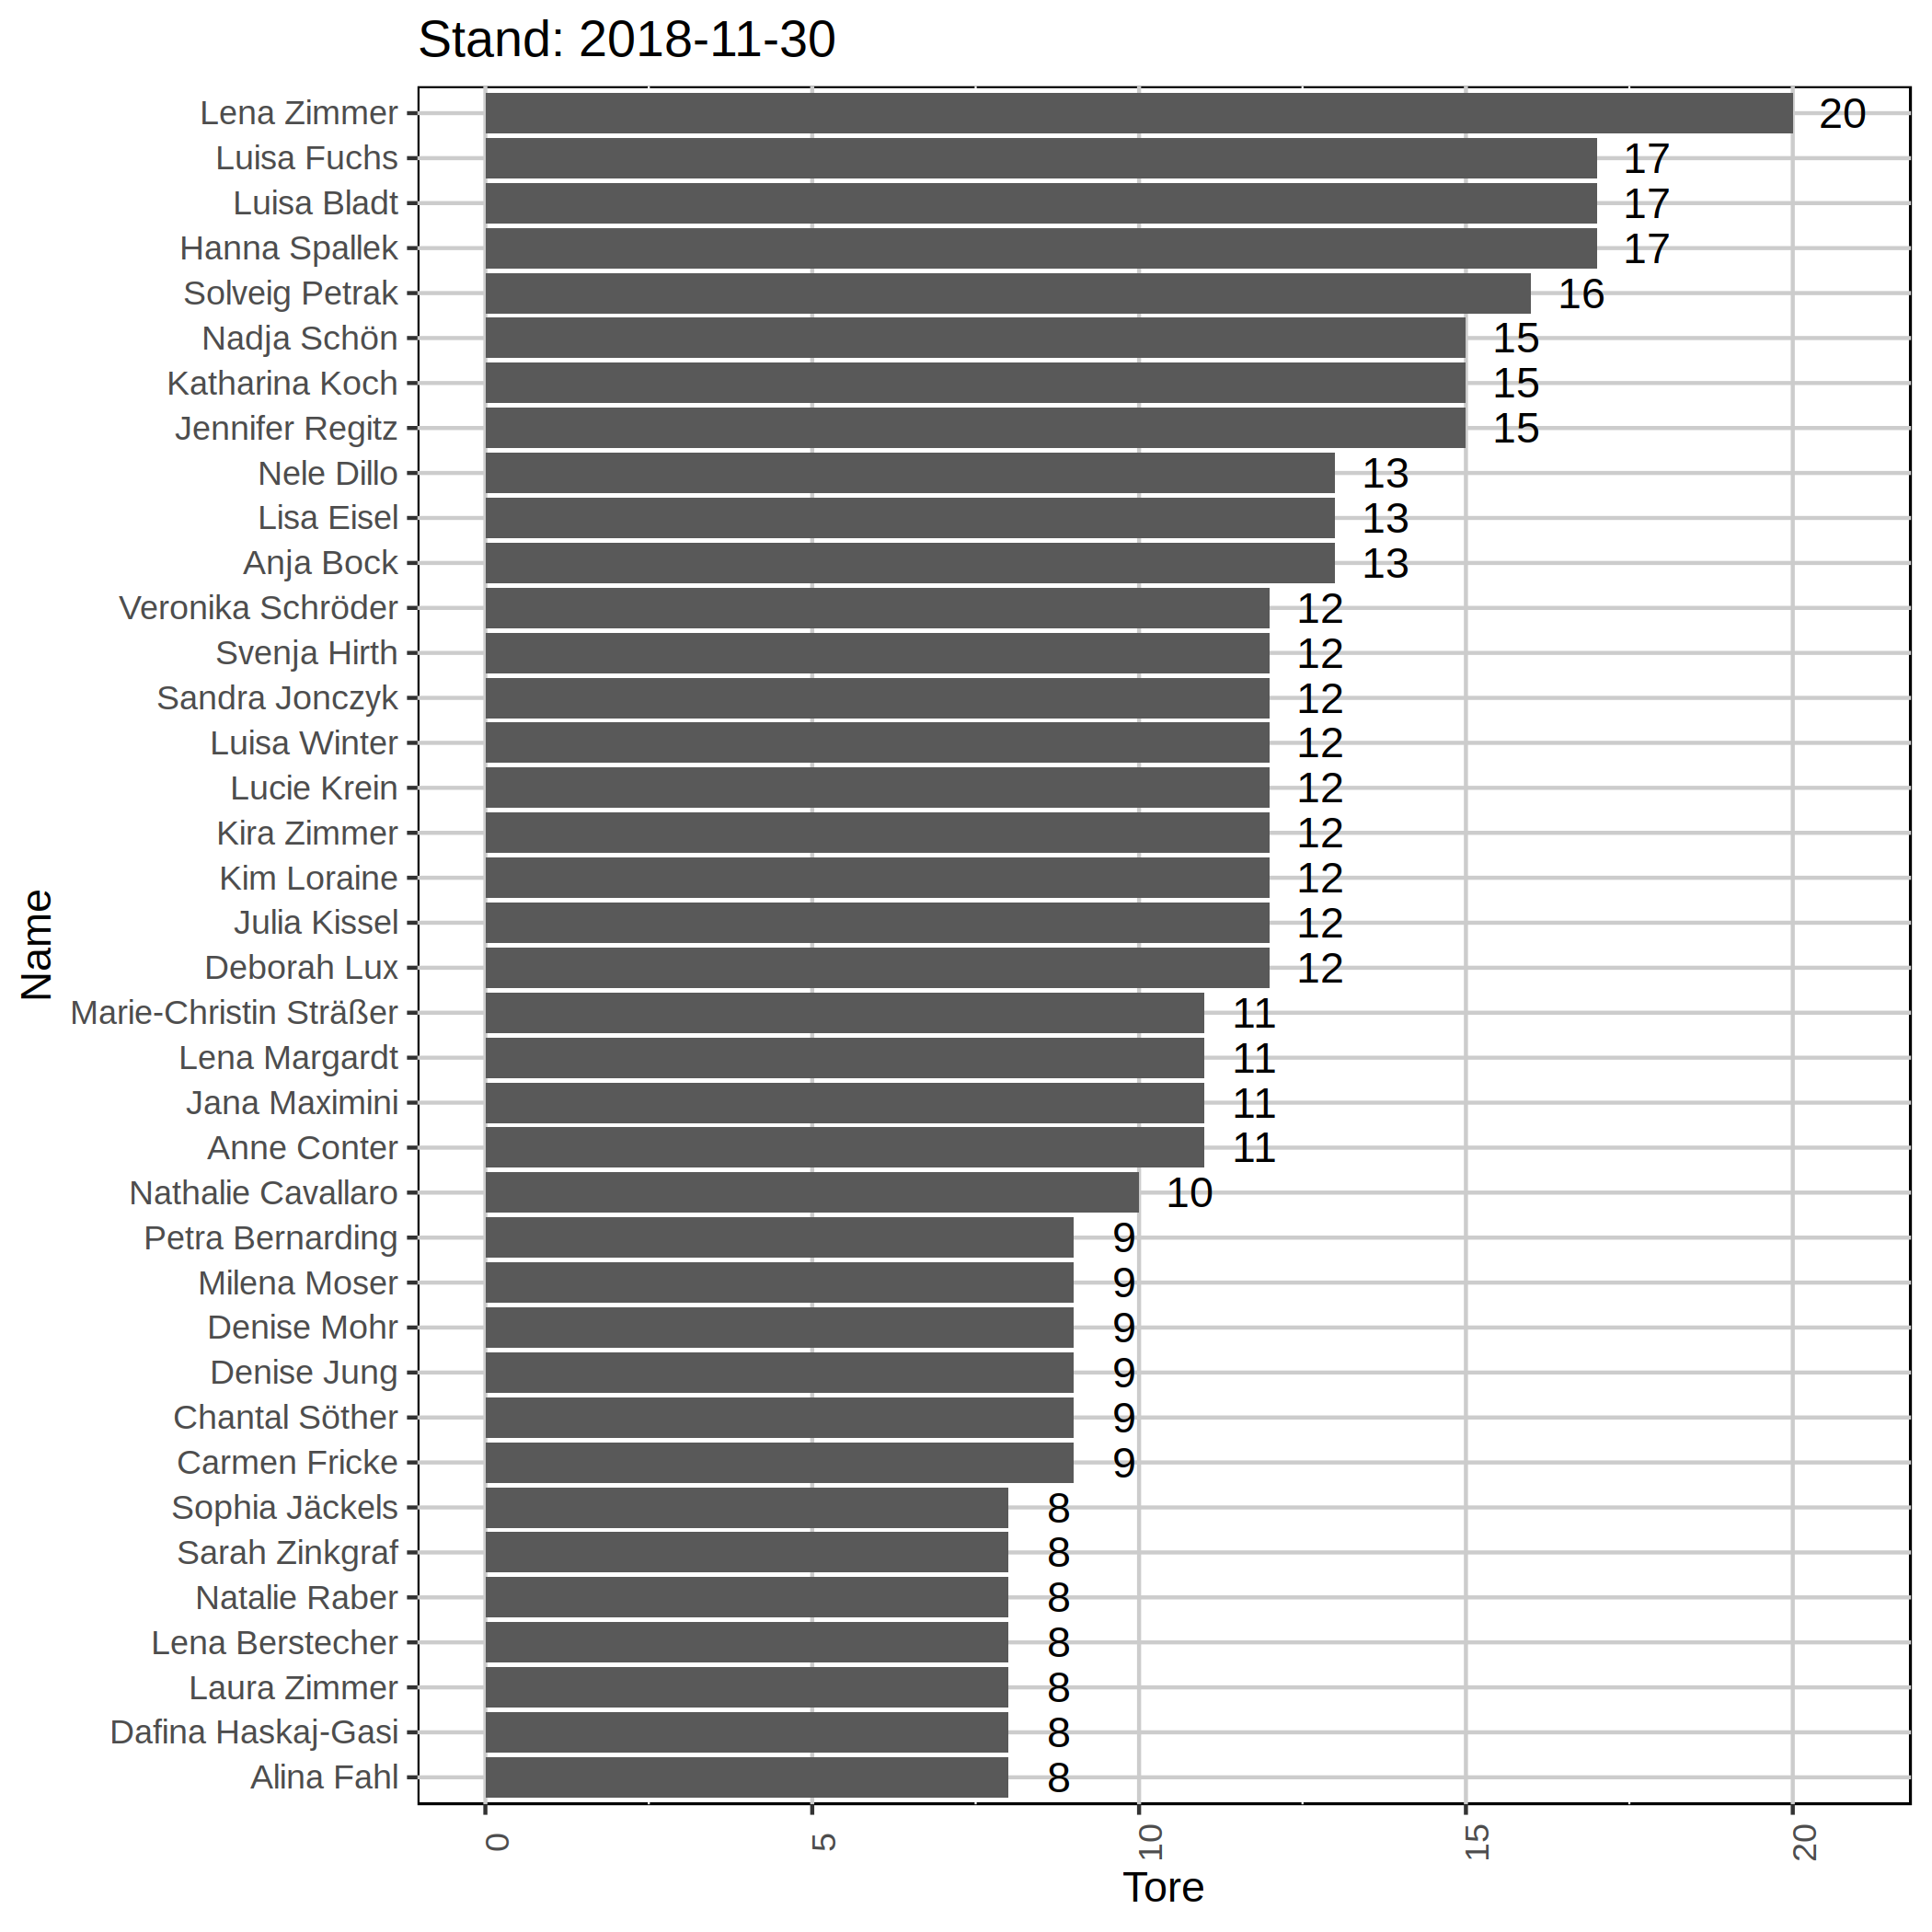 Stand: 2018-11-30
Lena Zimmer 20
Luisa Fuchs 17
Luisa Bladt 17
Hanna Spallek 17
Solveig Petrak 16
Nadja Schön 15
Katharina Koch 15
Jennifer Regitz 15
Nele Dillo 13
Lisa Eisel 13
Anja Bock 13
Veronika Schröder 12
Svenja Hirth 12
Sandra Jonczyk 12
Luisa Winter 12
Lucie Krein 12
Kira Zimmer 12
Kim Loraine 12
Julia Kissel 12
Deborah Lux 12
Marie-Christin Sträßer 11
Lena Margardt 11
Jana Maximini 11
Anne Conter 11
Nathalie Cavallaro 10
Petra Bernarding 9
Milena Moser 9
Denise Mohr 9
Denise Jung 9
Chantal Söther 9
Carmen Fricke 9
Sophia Jäckels 8
Sarah Zinkgraf 8
Natalie Raber 8
Lena Berstecher 8
Laura Zimmer 8
Dafina Haskaj-Gasi 8
Alina Fahl 8
Name
0 5 10 15 20
Tore